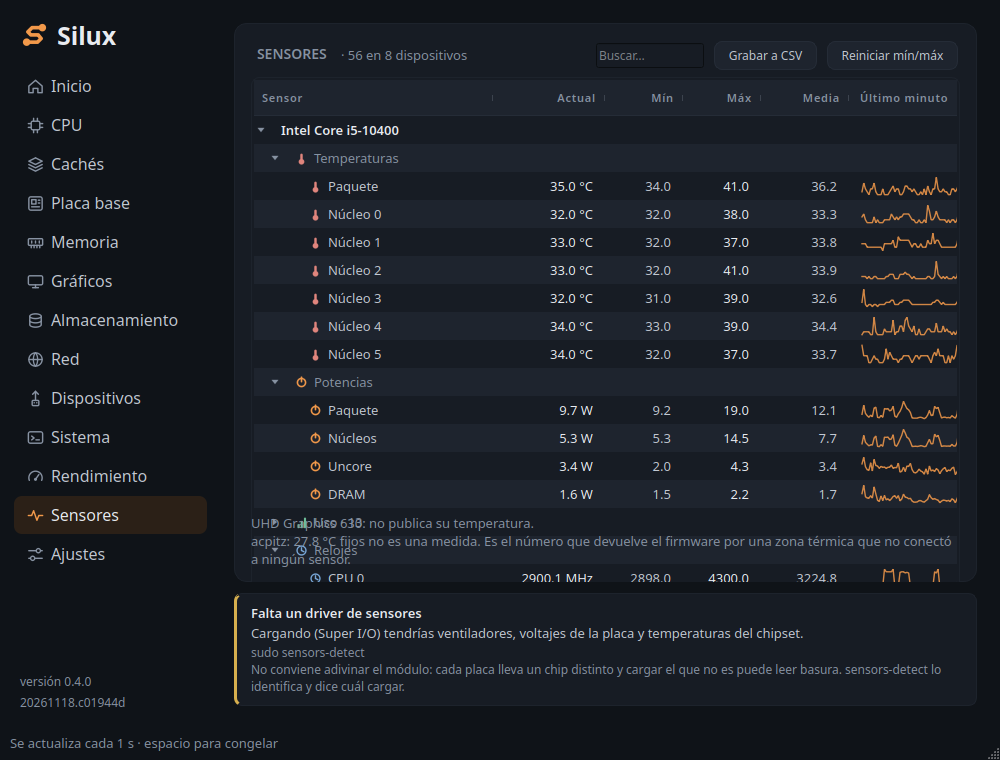 Silux
Inicio
CPU
Cachés
Placa base
Memoria
Gráficos
Almacenamiento
Red
Dispositivos
Sistema
Rendimiento
Sensores
Ajustes
versión 0.4.0
20261118.c01944d
Se actualiza cada 1 s · espacio para congelar
SENSORES · 56 en 8 dispositivos Buscar... Grabar a CSV Reiniciar mín/máx
Sensor Actual Mín Máx Media Último minuto
Intel Core i5-10400
Temperaturas
Paquete 35.0 °C 34.0 41.0 36.2
Núcleo 0 32.0 °C 32.0 38.0 33.3
Núcleo 1 33.0 °C 32.0 37.0 33.8
Núcleo 2 33.0 °C 32.0 41.0 33.9
Núcleo 3 32.0 °C 31.0 39.0 32.6
Núcleo 4 34.0 °C 33.0 39.0 34.4
Núcleo 5 34.0 °C 32.0 37.0 33.7
Potencias
Paquete 9.7 W 9.2 19.0 12.1
Núcleos 5.3 W 5.3 14.5 7.7
Uncore 3.4 W 2.0 4.3 3.4
DRAM 1.6 W 1.5 2.2 1.7
UHD Graphics 630: no publica su temperatura.
acpitz: 27.8 °C fijos no es una medida. Es el número que devuelve el firmware por una zona térmica que no conectó
Relojes
a ningún sensor.
CPU 0 2900.1 MHz 2898.0 4300.0 3224.8
Falta un driver de sensores
Cargando (Super I/O) tendrías ventiladores, voltajes de la placa y temperaturas del chipset.
sudo sensors-detect
No conviene adivinar el módulo: cada placa lleva un chip distinto y cargar el que no es puede leer basura. sensors-detect lo
identifica y dice cuál cargar.